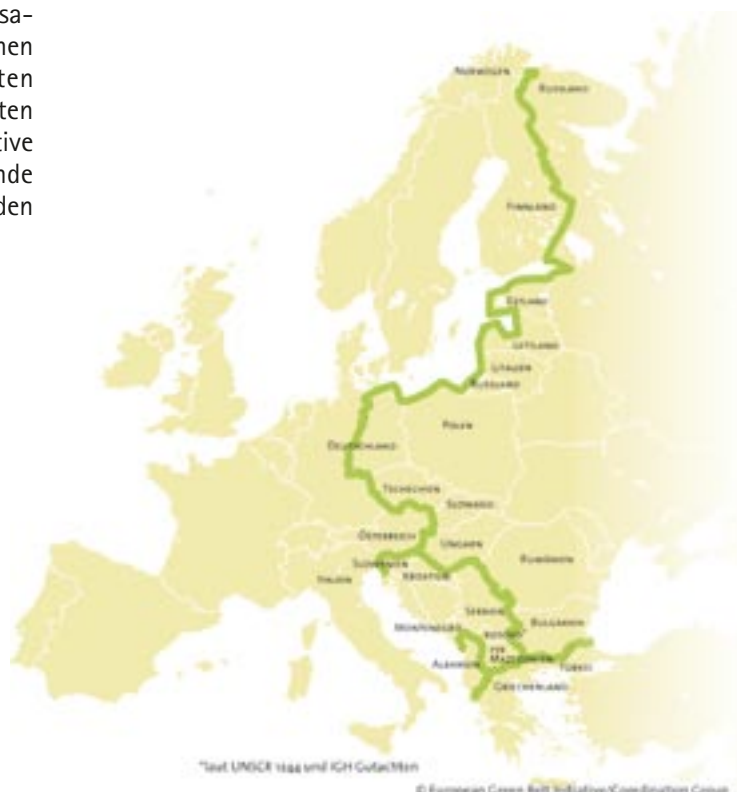 sa-
nen
ten
ten
tive
nde
den
NORWEGEN
RUSSLAND
FINNLAND
ESTLAND
LETTLAND
LITAUEN
RUSSLAND
POLEN
DEUTSCHLAND
TSCHECHIEN
SLOWAKEI
ÖSTERREICH
UNGARN
SLOWENIEN
RUMÄNIEN
ITALIEN
KROATIEN
SERBIEN
BULGARIEN
MONTENEGRO
KOSOVO*
MAZEDONIEN
ALBANIEN
TÜRKEI
GRIECHENLAND
*laut UNSCR 1244 und IGH Gutachten
© European Green Belt Initiative/Coordination Group